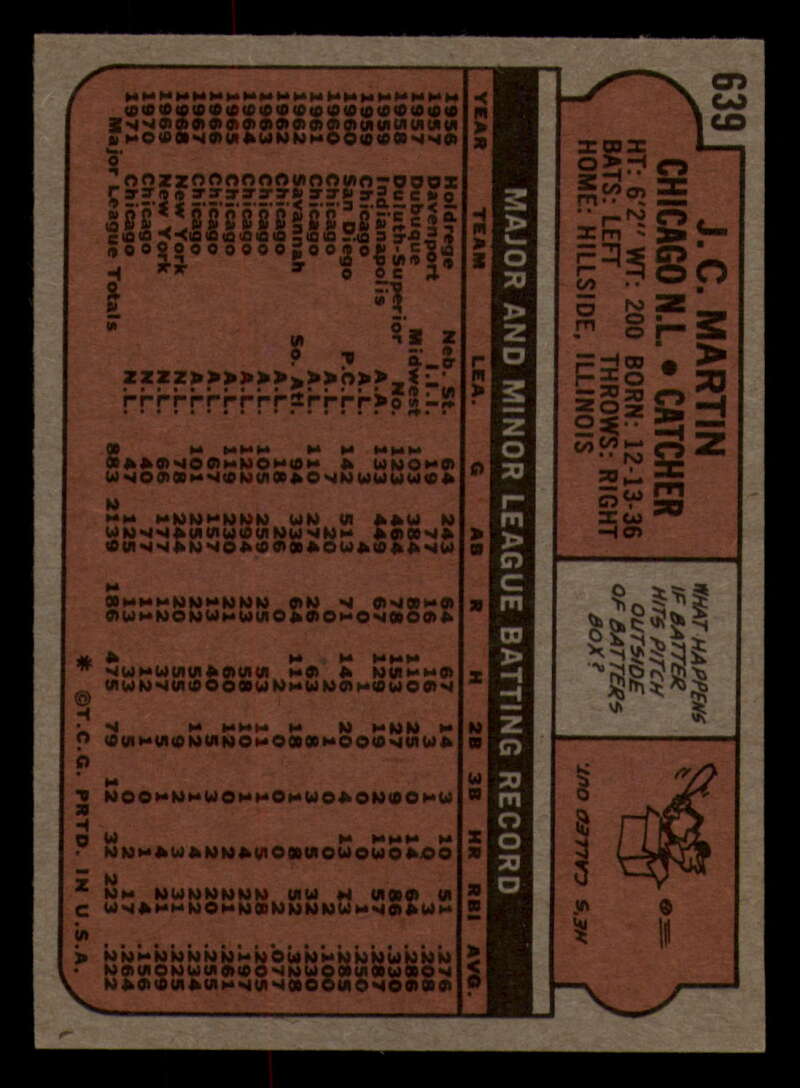 639
J. C. MARTIN
CHICAGO N.L. • CATCHER
HT: 6'2" WT: 200 BORN: 12-13-36
BATS: LEFT THROWS: RIGHT
HOME: HILLSIDE, ILLINOIS
WHAT HAPPENS
IF BATTER
HITS PITCH
OUTSIDE
OF BATTERS
BOX?
HE'S CALLED OUT.
MAJOR AND MINOR LEAGUE BATTING RECORD
YEAR TEAM LEA. G AB R H 2B 3B HR RBI AVG.
1956 Holdrege Neb. St. 64 243 64 67 14 3 10 51 .276
1957 Davenport I.I.I. 19 77 16 16 3 1 0 3 .208
1957 Dubuque Midwest 103 384 80 110 25 0 14 64 .286
1958 Duluth-Superior No. 123 464 78 153 27 9 10 86 .330
1959 Indianapolis A.A. 133 449 67 129 19 2 13 57 .287
1959 Chicago A.L. 3 4 0 1 0 0 0 1 .250
1960 San Diego P.C.L. 142 513 71 146 20 4 13 73 .285
1960 Chicago A.L. 7 20 0 2 1 0 0 2 .100
1961 Chicago A.L. 110 274 26 63 8 3 5 32 .230
1962 Savannah So. Atl. 94 338 64 111 18 1 8 52 .328
1962 Chicago A.L. 18 26 0 2 0 0 0 2 .077
1963 Chicago A.L. 105 259 25 53 11 1 5 28 .205
1964 Chicago A.L. 122 294 23 58 10 1 4 22 .197
1965 Chicago A.L. 119 230 21 60 12 0 2 21 .261
1966 Chicago A.L. 67 157 13 40 5 3 2 20 .255
1967 Chicago A.L. 101 252 22 59 12 1 4 22 .234
1968 New York N.L. 78 244 20 55 9 2 3 31 .225
1969 New York N.L. 66 177 12 37 5 1 4 21 .209
1970 Chicago N.L. 40 77 11 12 1 0 1 4 .156
1971 Chicago N.L. 47 125 13 33 5 0 2 17 .264
Major League Totals 883 2139 186 475 79 12 32 223 .222
* ©T.C.G. PRTD. IN U.S.A.